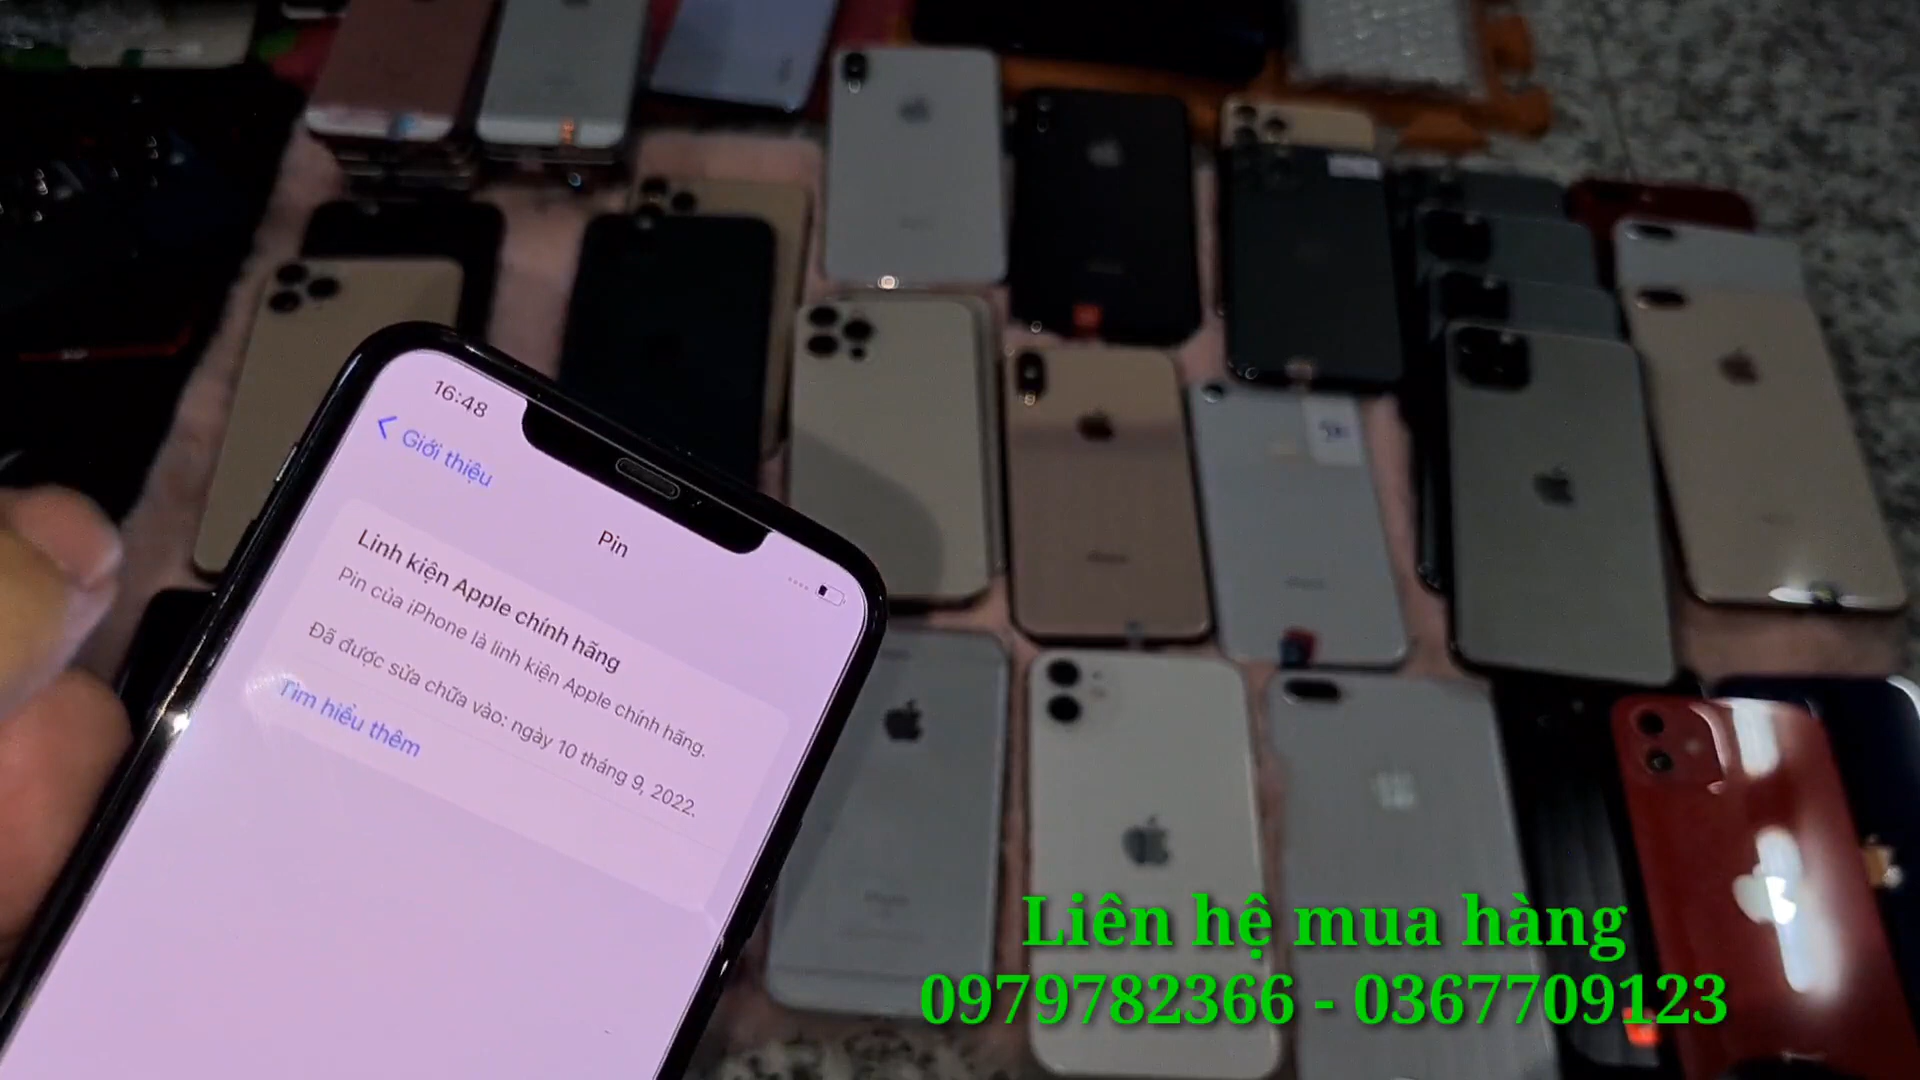 16:48
Giới thiệu
Pin
Linh kiện Apple chính hãng
Pin của iPhone là linh kiện Apple chính hãng.
Đã được sửa chữa vào: ngày 10 tháng 9, 2022.
Tìm hiểu thêm
Liên hệ mua hàng
0979782366 - 0367709123